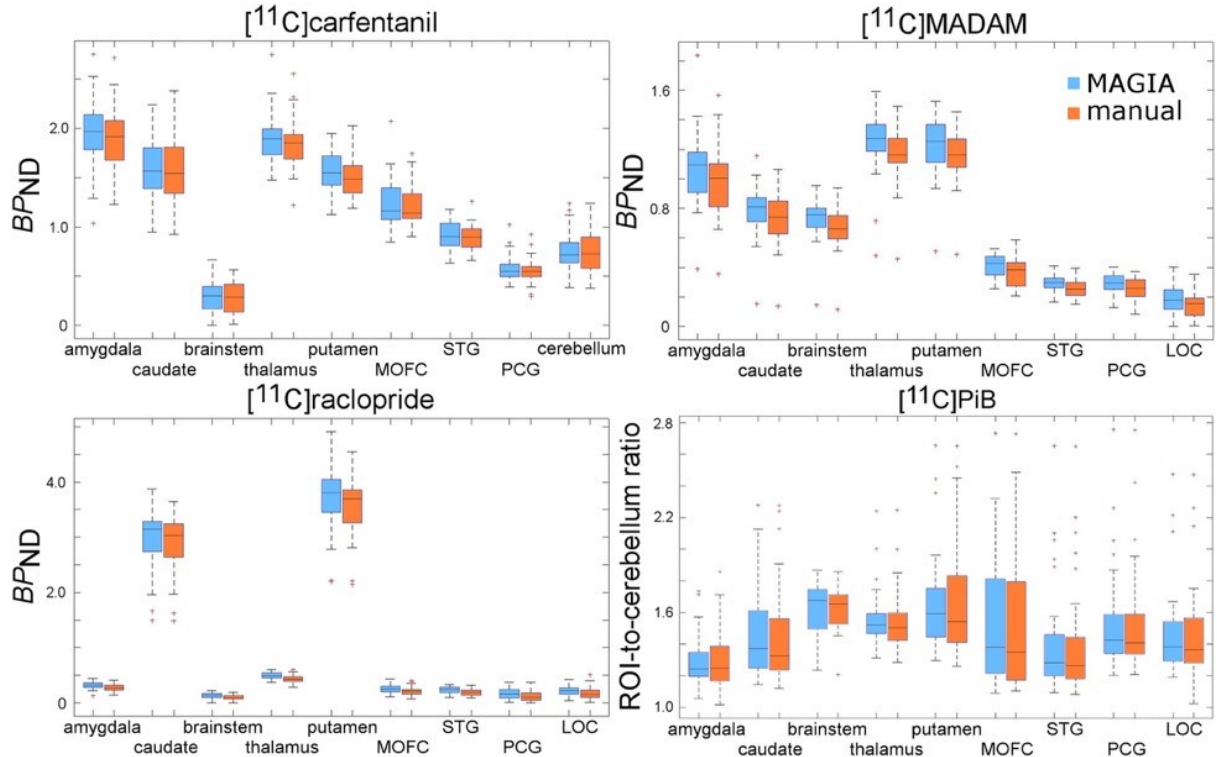 [¹¹C]carfentanil
BPND
2.0
1.0
0
amygdala
caudate
brainstem
thalamus
putamen
MOFC
STG
PCG
cerebellum
[¹¹C]MADAM
MAGIA
manual
BPND
1.6
0.8
0
amygdala
caudate
brainstem
thalamus
putamen
MOFC
STG
PCG
LOC
[¹¹C]raclopride
BPND
4.0
2.0
0
amygdala
caudate
brainstem
thalamus
putamen
MOFC
STG
PCG
LOC
[¹¹C]PiB
ROI-to-cerebellum ratio
2.8
2.2
1.6
1.0
amygdala
caudate
brainstem
thalamus
putamen
MOFC
STG
PCG
LOC